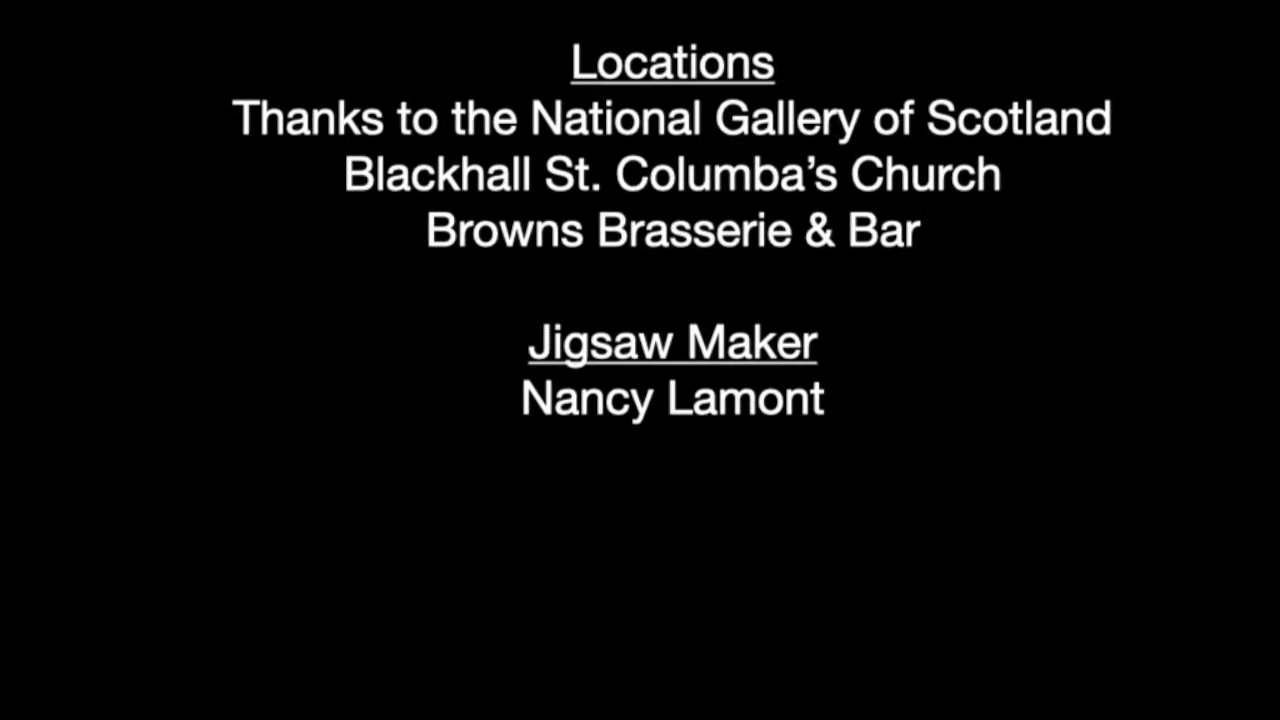 Locations
Thanks to the National Gallery of Scotland
Blackhall St. Columba’s Church
Browns Brasserie & Bar
Jigsaw Maker
Nancy Lamont